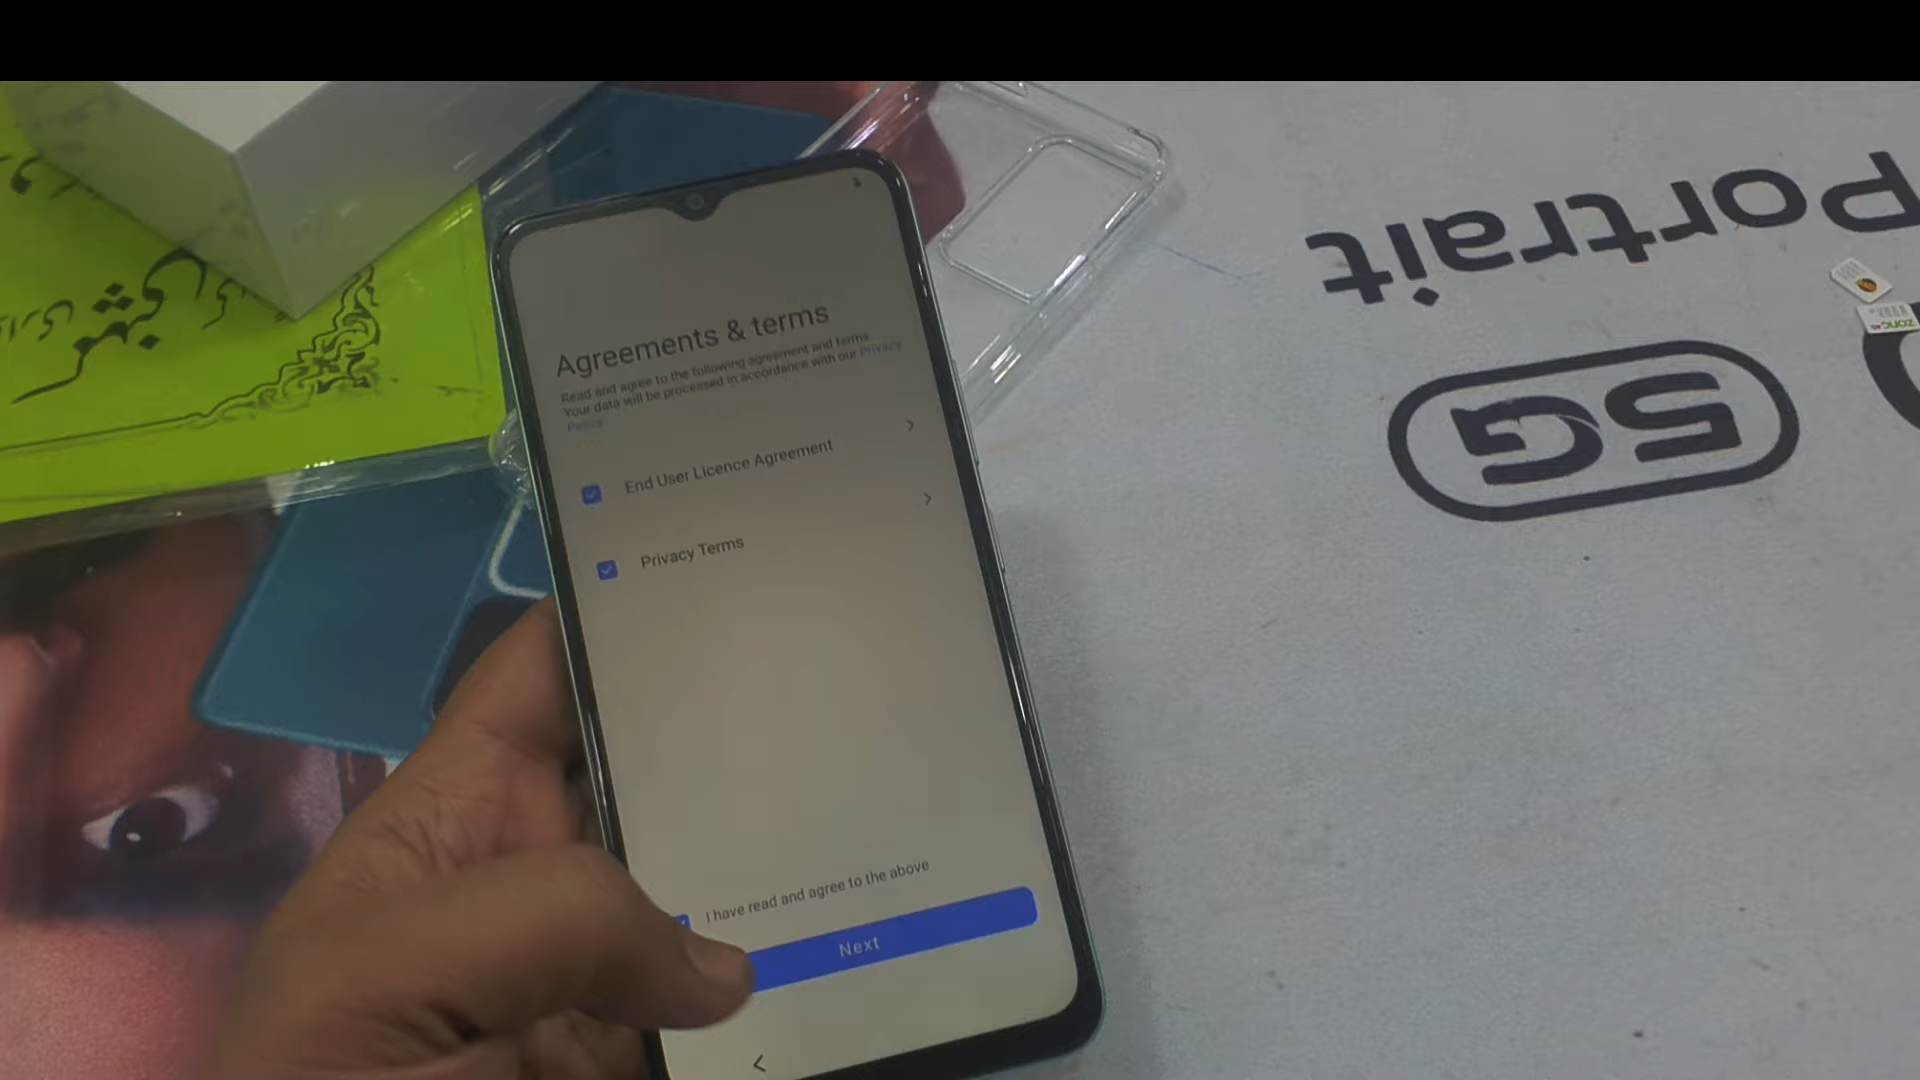 Agreements & terms
Read and agree to the following agreement and terms.
Your data will be processed in accordance with our Privacy
Policy
End User Licence Agreement
Privacy Terms
I have read and agree to the above
Next
Portrait
5G
zong